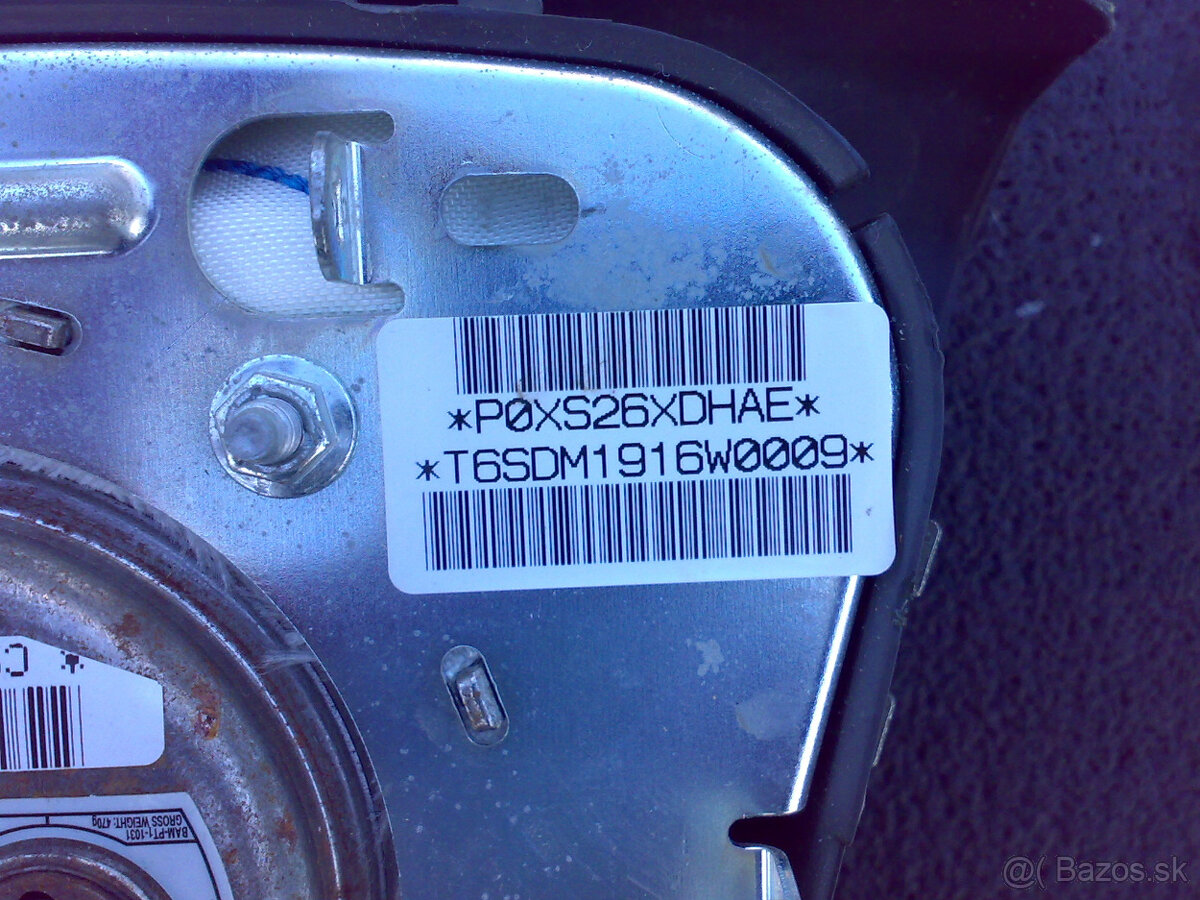 *P0XS26XDHAE*
*T6SDM1916W0009*
BAM-PT1-1031
GROSS WEIGHT: 470g
@( Bazos.sk